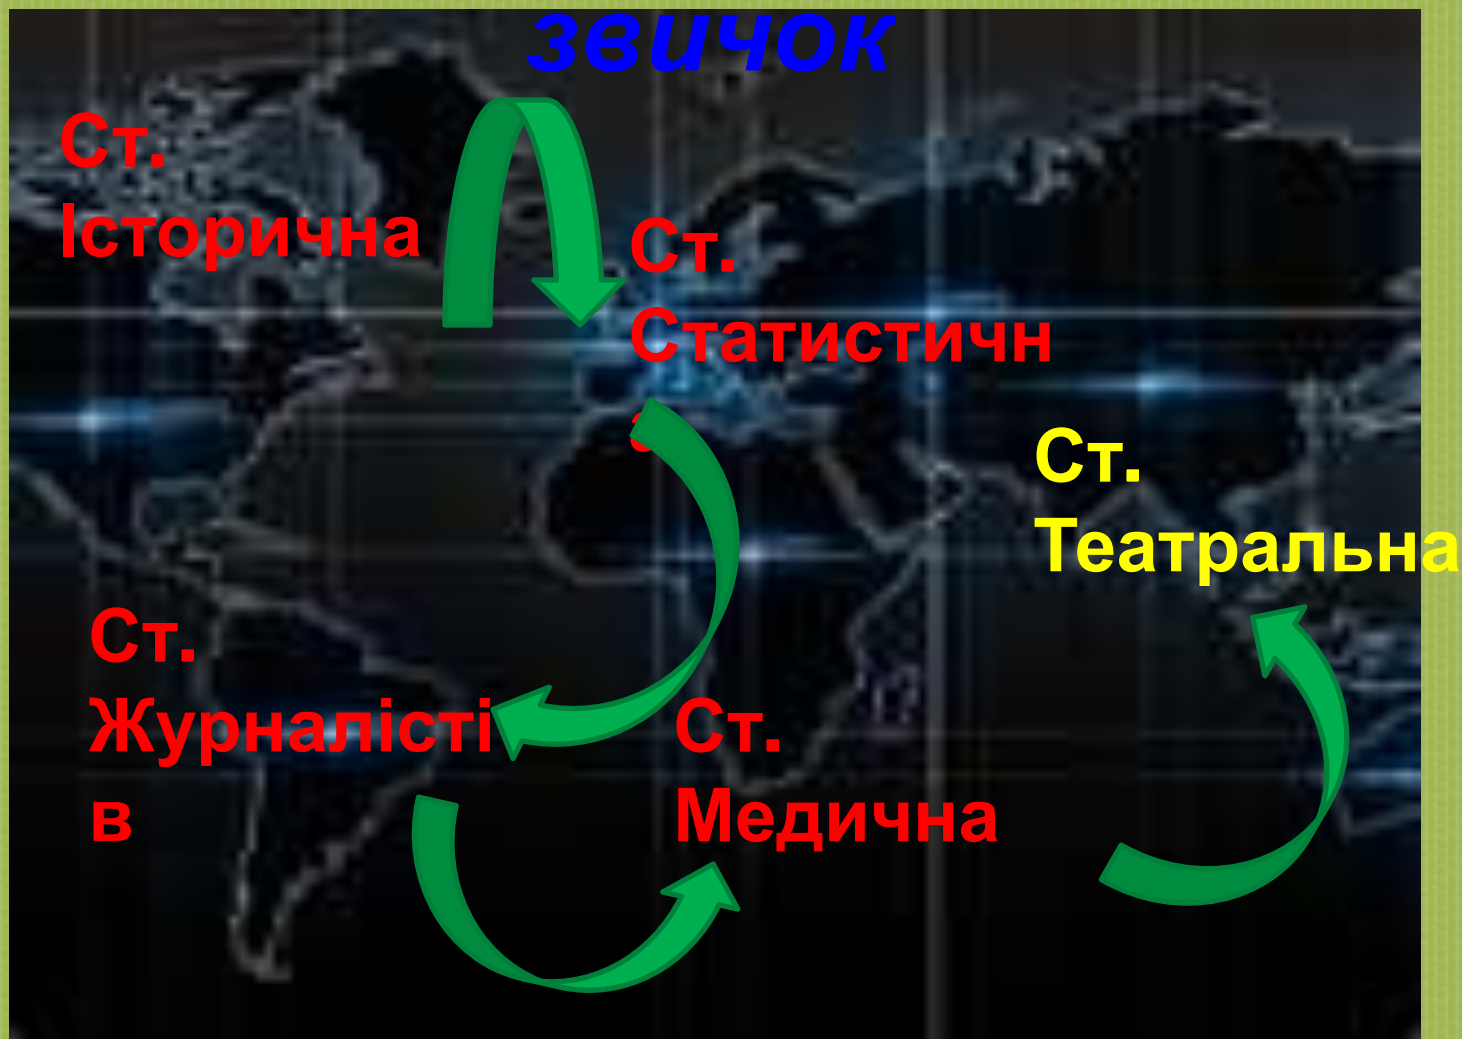 звичок
Ст.
Історична
Ст.
Статистичн
а
Ст.
Театральна
Ст.
Журналісті
в
Ст.
Медична